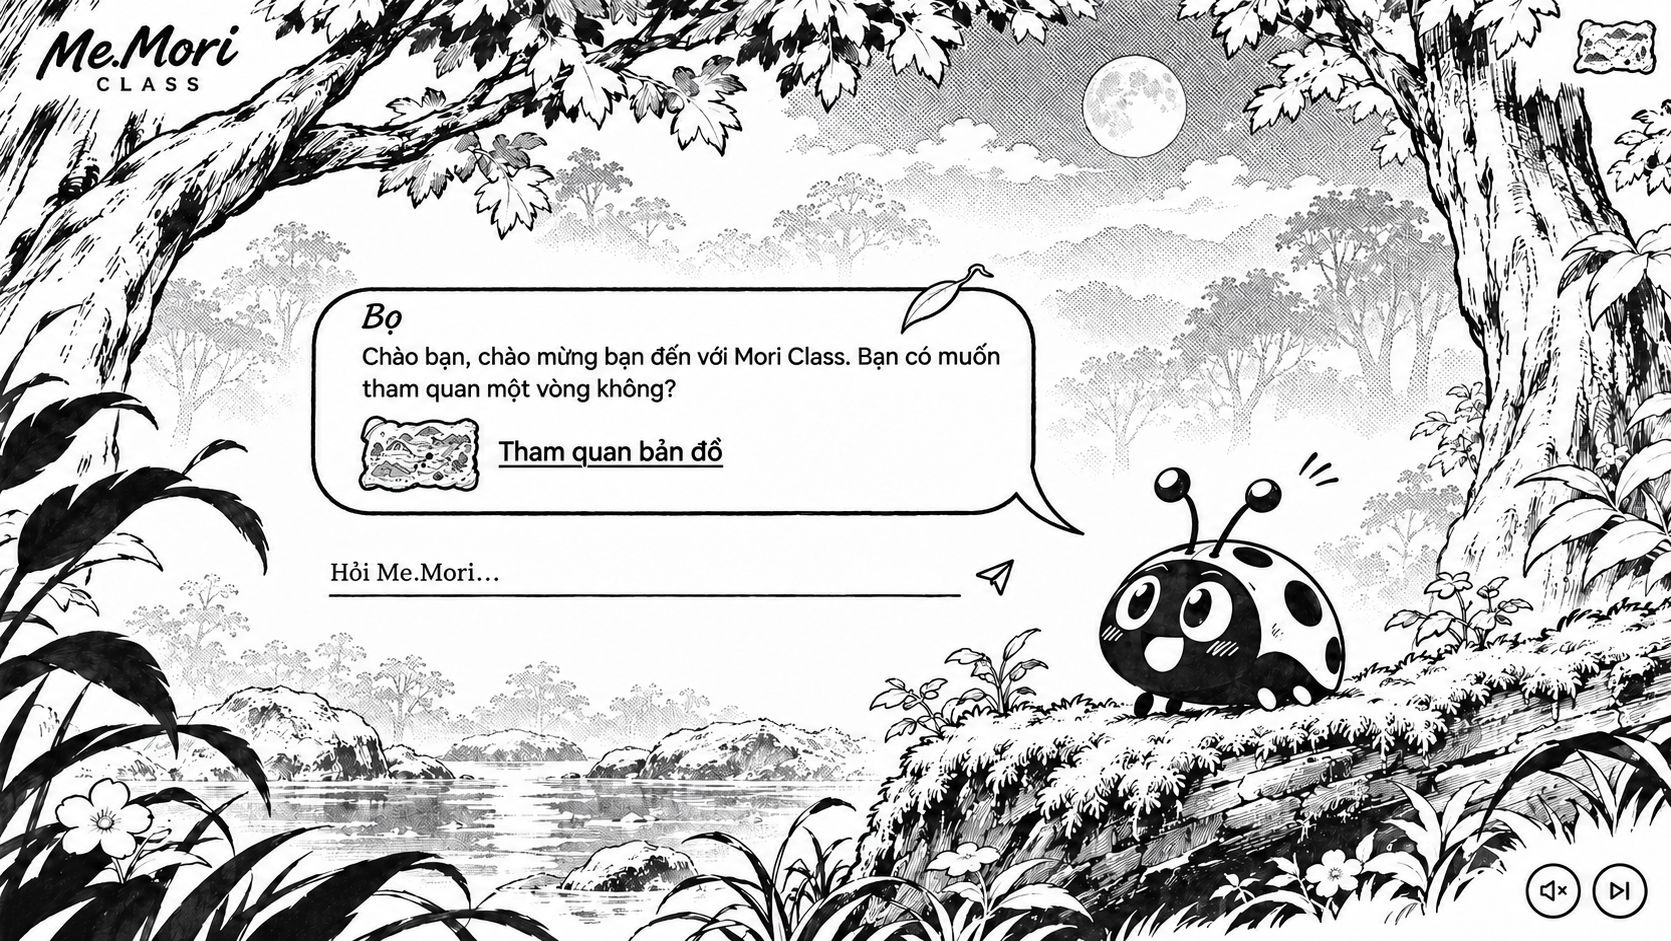 Me.Mori
CLASS
Bọ
Chào bạn, chào mừng bạn đến với Mori Class. Bạn có muốn
tham quan một vòng không?
Tham quan bản đồ
Hỏi Me.Mori...